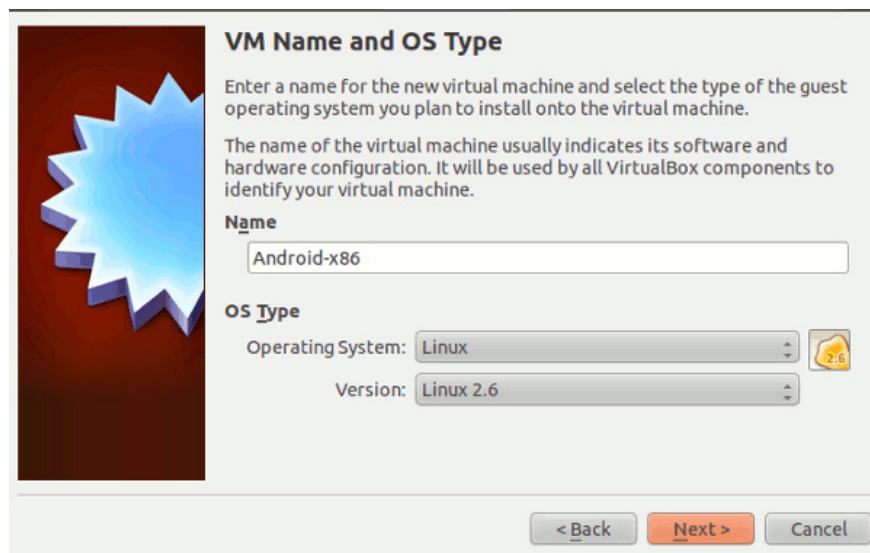 VM Name and OS Type
Enter a name for the new virtual machine and select the type of the guest
operating system you plan to install onto the virtual machine.
The name of the virtual machine usually indicates its software and
hardware configuration. It will be used by all VirtualBox components to
identify your virtual machine.
Name
Android-x86
OS Type
Operating System: Linux
2.6
Version: Linux 2.6
< Back Next > Cancel